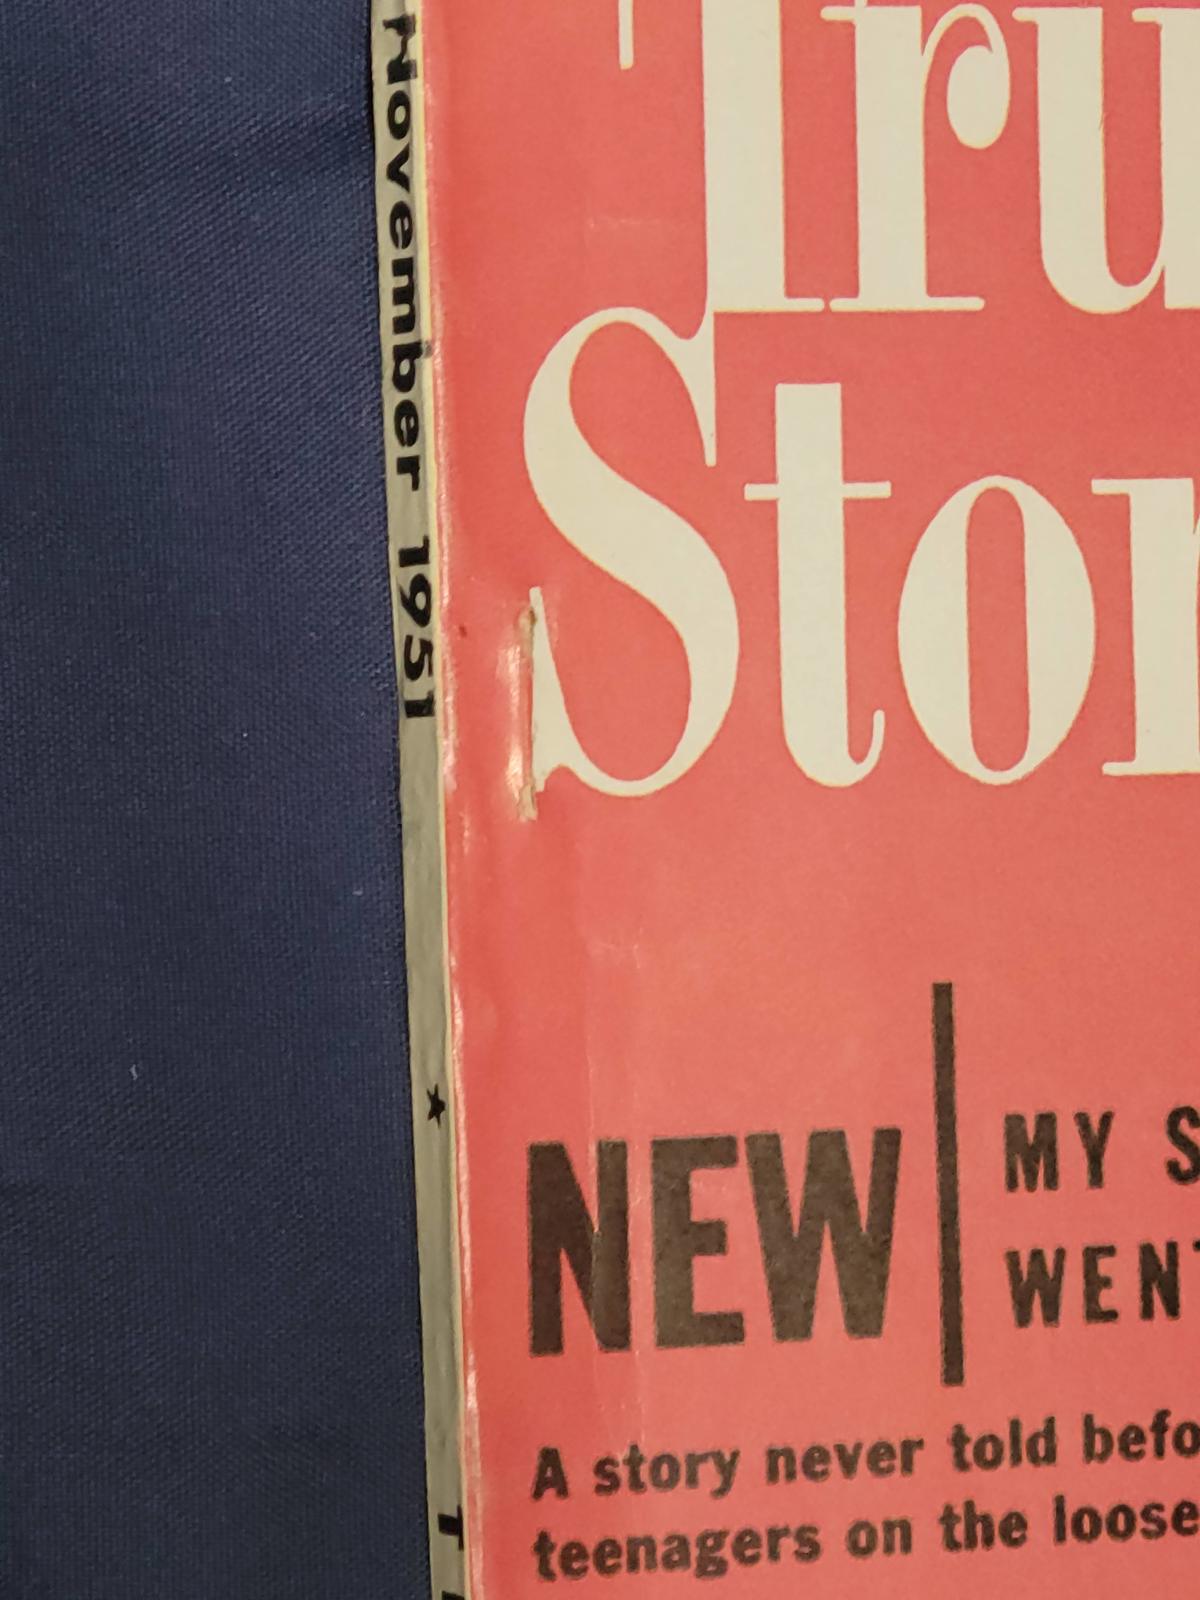 November 1951
★
T
Tru
Stor
NEW
MY S
WENT
A story never told befo
teenagers on the loose